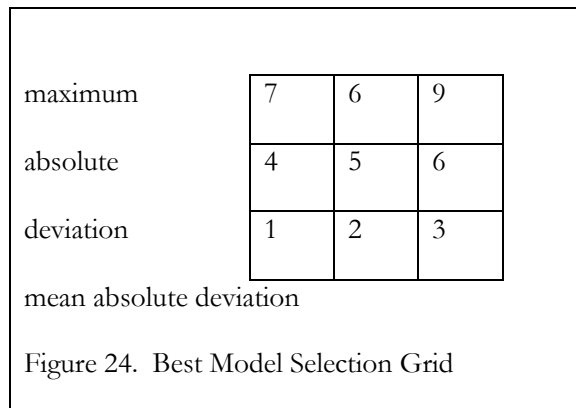 maximum 7 6 9
absolute 4 5 6
deviation 1 2 3
mean absolute deviation
Figure 24. Best Model Selection Grid